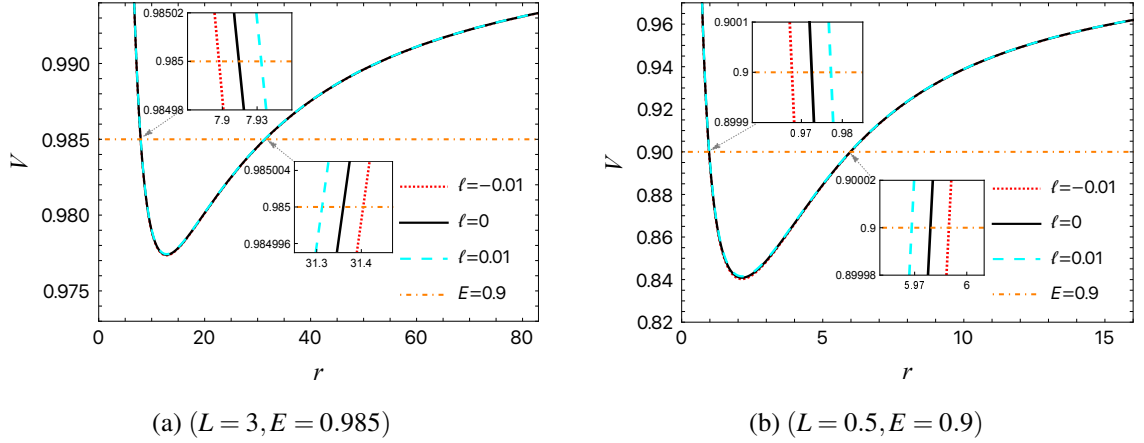 0.990
0.985
0.980
0.975
V
0
20
40
60
80
r
0.98502
0.985
0.98498
7.9
7.93
0.985004
0.985
0.984996
31.3
31.4
ℓ=−0.01
ℓ=0
ℓ=0.01
E=0.9
(a) (L = 3, E = 0.985)
0.96
0.94
0.92
0.90
0.88
0.86
0.84
0.82
V
0
5
10
15
r
0.9001
0.9
0.8999
0.97
0.98
0.90002
0.9
0.89998
5.97
6
ℓ=−0.01
ℓ=0
ℓ=0.01
E=0.9
(b) (L = 0.5, E = 0.9)